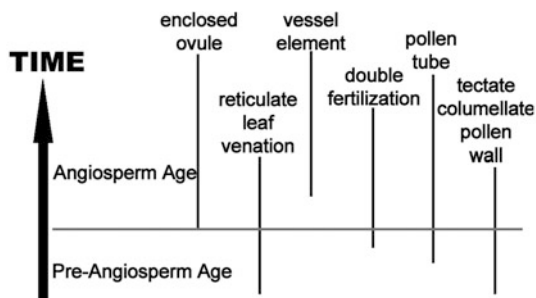 enclosed
ovule
vessel
element
pollen
tube
TIME
double
fertilization
tectate
columellate
pollen
wall
reticulate
leaf
venation
Angiosperm Age
Pre-Angiosperm Age